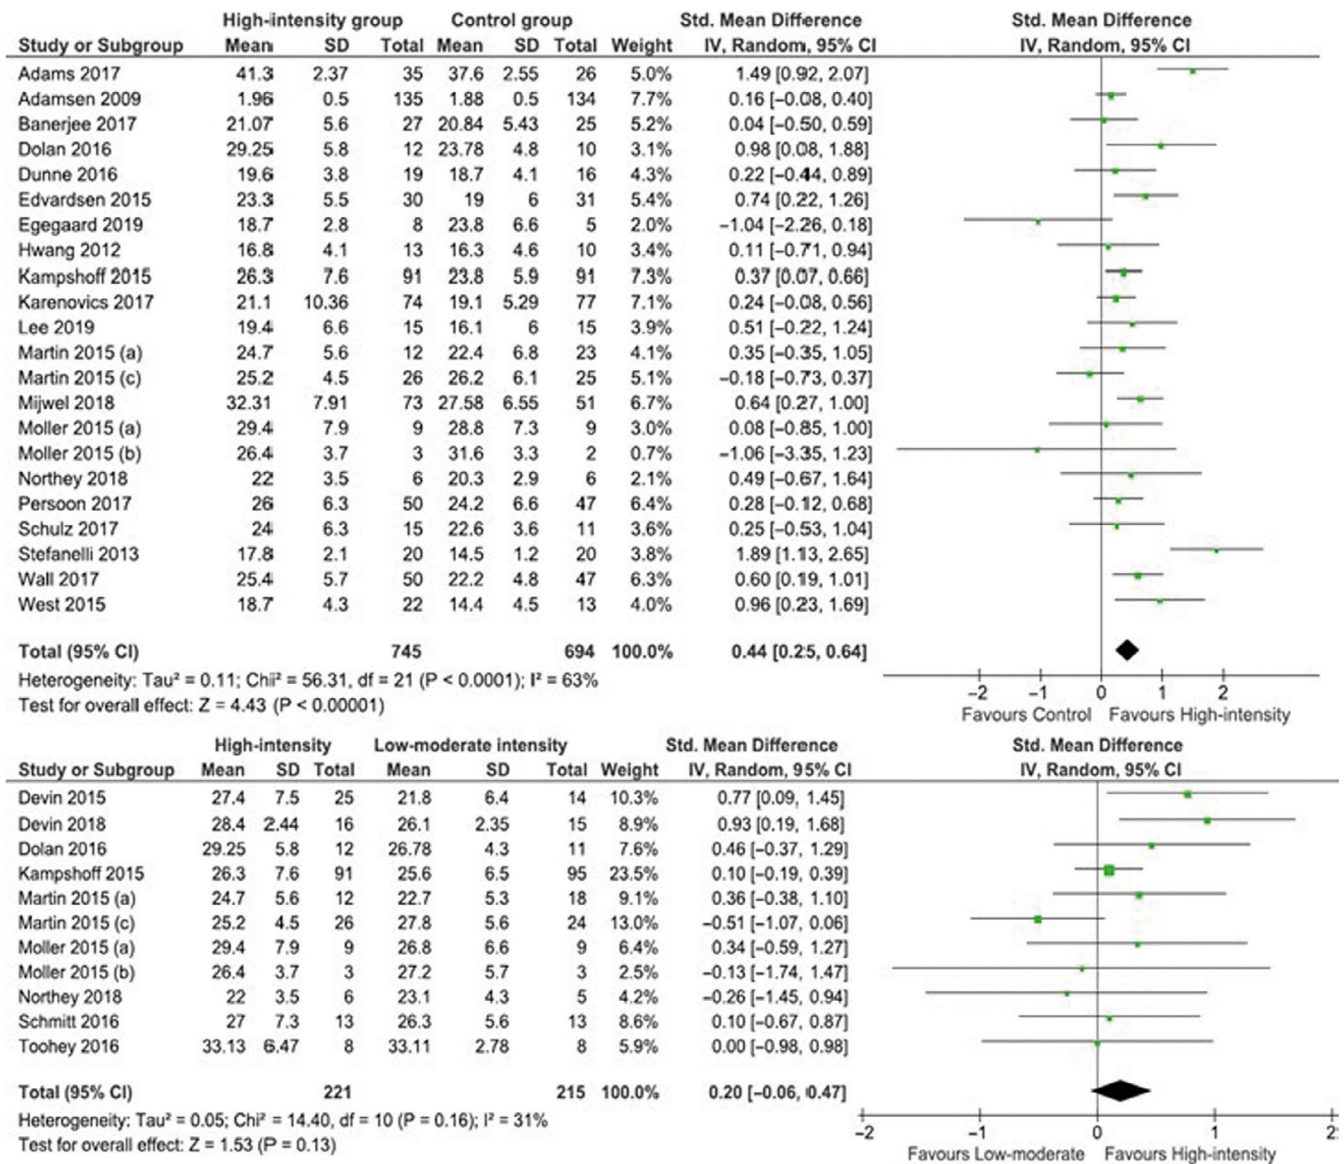 High-intensity group Control group Std. Mean Difference Std. Mean Difference
Study or Subgroup Mean SD Total Mean SD Total Weight IV, Random, 95% CI IV, Random, 95% CI
Adams 2017 41.3 2.37 35 37.6 2.55 26 5.0% 1.49 [0.92, 2.07]
Adamsen 2009 1.96 0.5 135 1.88 0.5 134 7.7% 0.16 [−0.08, 0.40]
Banerjee 2017 21.07 5.6 27 20.84 5.43 25 5.2% 0.04 [−0.50, 0.59]
Dolan 2016 29.25 5.8 12 23.78 4.8 10 3.1% 0.98 [0.08, 1.88]
Dunne 2016 19.6 3.8 19 18.7 4.1 16 4.3% 0.22 [−0.44, 0.89]
Edvardsen 2015 23.3 5.5 30 19 6 31 5.4% 0.74 [0.22, 1.26]
Egegaard 2019 18.7 2.8 8 23.8 6.6 5 2.0% −1.04 [−2.26, 0.18]
Hwang 2012 16.8 4.1 13 16.3 4.6 10 3.4% 0.11 [−0.71, 0.94]
Kampshoff 2015 26.3 7.6 91 23.8 5.9 91 7.3% 0.37 [0.07, 0.66]
Karenovics 2017 21.1 10.36 74 19.1 5.29 77 7.1% 0.24 [−0.08, 0.56]
Lee 2019 19.4 6.6 15 16.1 6 15 3.9% 0.51 [−0.22, 1.24]
Martin 2015 (a) 24.7 5.6 12 22.4 6.8 23 4.1% 0.35 [−0.35, 1.05]
Martin 2015 (c) 25.2 4.5 26 26.2 6.1 25 5.1% −0.18 [−0.73, 0.37]
Mijwel 2018 32.31 7.91 73 27.58 6.55 51 6.7% 0.64 [0.27, 1.00]
Moller 2015 (a) 29.4 7.9 9 28.8 7.3 9 3.0% 0.08 [−0.85, 1.00]
Moller 2015 (b) 26.4 3.7 3 31.6 3.3 2 0.7% −1.06 [−3.35, 1.23]
Northey 2018 22 3.5 6 20.3 2.9 6 2.1% 0.49 [−0.67, 1.64]
Persoon 2017 26 6.3 50 24.2 6.6 47 6.4% 0.28 [−0.12, 0.68]
Schulz 2017 24 6.3 15 22.6 3.6 11 3.6% 0.25 [−0.53, 1.04]
Stefanelli 2013 17.8 2.1 20 14.5 1.2 20 3.8% 1.89 [1.13, 2.65]
Wall 2017 25.4 5.7 50 22.2 4.8 47 6.3% 0.60 [0.19, 1.01]
West 2015 18.7 4.3 22 14.4 4.5 13 4.0% 0.96 [0.23, 1.69]
Total (95% CI) 745 694 100.0% 0.44 [0.25, 0.64]
Heterogeneity: Tau² = 0.11; Chi² = 56.31, df = 21 (P < 0.0001); I² = 63%
Test for overall effect: Z = 4.43 (P < 0.00001)
−2 −1 0 1 2
Favours Control Favours High-intensity
High-intensity Low-moderate intensity Std. Mean Difference Std. Mean Difference
Study or Subgroup Mean SD Total Mean SD Total Weight IV, Random, 95% CI IV, Random, 95% CI
Devin 2015 27.4 7.5 25 21.8 6.4 14 10.3% 0.77 [0.09, 1.45]
Devin 2018 28.4 2.44 16 26.1 2.35 15 8.9% 0.93 [0.19, 1.68]
Dolan 2016 29.25 5.8 12 26.78 4.3 11 7.6% 0.46 [−0.37, 1.29]
Kampshoff 2015 26.3 7.6 91 25.6 6.5 95 23.5% 0.10 [−0.19, 0.39]
Martin 2015 (a) 24.7 5.6 12 22.7 5.3 18 9.1% 0.36 [−0.38, 1.10]
Martin 2015 (c) 25.2 4.5 26 27.8 5.6 24 13.0% −0.51 [−1.07, 0.06]
Moller 2015 (a) 29.4 7.9 9 26.8 6.6 9 6.4% 0.34 [−0.59, 1.27]
Moller 2015 (b) 26.4 3.7 3 27.2 5.7 3 2.5% −0.13 [−1.74, 1.47]
Northey 2018 22 3.5 6 23.1 4.3 5 4.2% −0.26 [−1.45, 0.94]
Schmitt 2016 27 7.3 13 26.3 5.6 13 8.6% 0.10 [−0.67, 0.87]
Toohey 2016 33.13 6.47 8 33.11 2.78 8 5.9% 0.00 [−0.98, 0.98]
Total (95% CI) 221 215 100.0% 0.20 [−0.06, 0.47]
Heterogeneity: Tau² = 0.05; Chi² = 14.40, df = 10 (P = 0.16); I² = 31%
Test for overall effect: Z = 1.53 (P = 0.13)
−2 −1 0 1 2
Favours Low-moderate Favours High-intensity